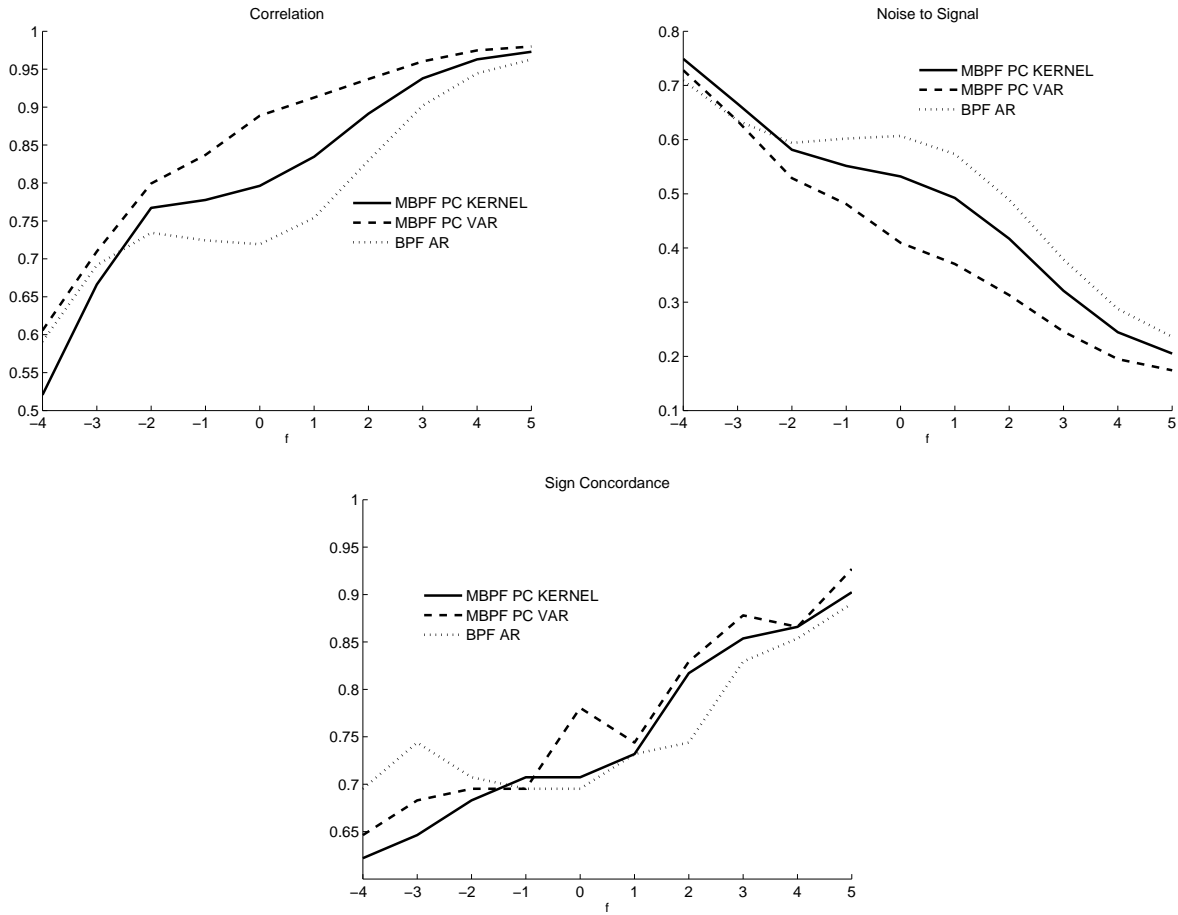 Correlation
1
0.95
0.9
0.85
0.8
0.75
0.7
0.65
0.6
0.55
0.5
MBPF PC KERNEL
MBPF PC VAR
BPF AR
−4 −3 −2 −1 0 1 2 3 4 5
f
Noise to Signal
0.8
0.7
0.6
0.5
0.4
0.3
0.2
0.1
MBPF PC KERNEL
MBPF PC VAR
BPF AR
−4 −3 −2 −1 0 1 2 3 4 5
f
Sign Concordance
1
0.95
0.9
0.85
0.8
0.75
0.7
0.65
MBPF PC KERNEL
MBPF PC VAR
BPF AR
−4 −3 −2 −1 0 1 2 3 4 5
f